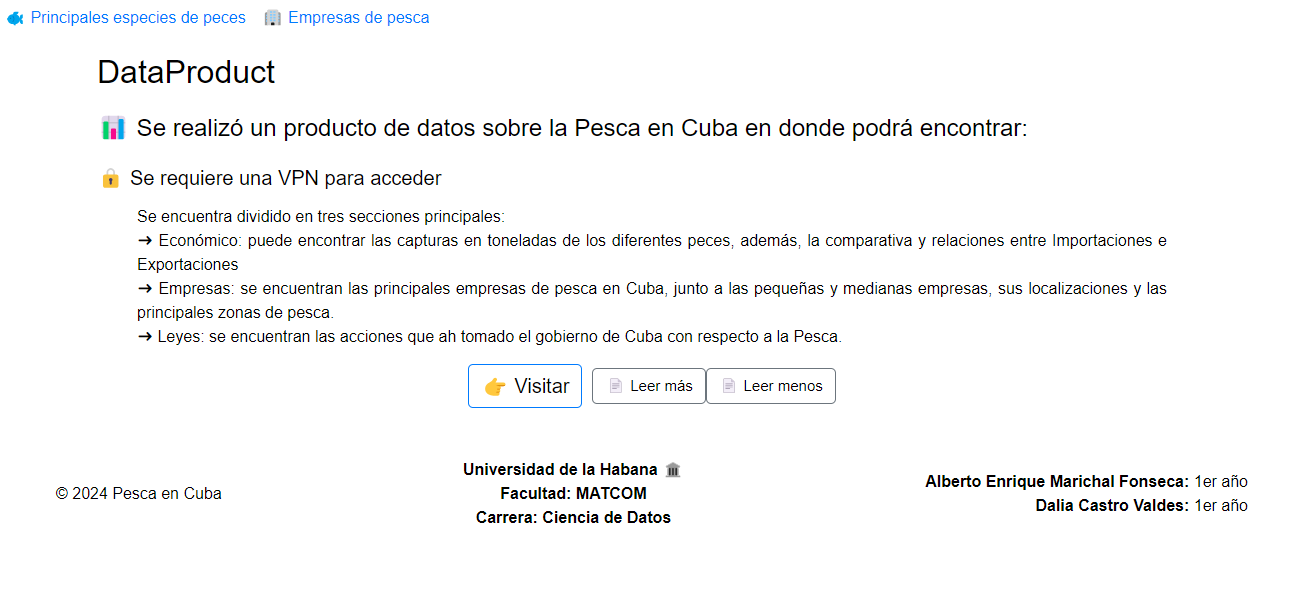 Principales especies de peces Empresas de pesca
DataProduct
Se realizó un producto de datos sobre la Pesca en Cuba en donde podrá encontrar:
Se requiere una VPN para acceder
Se encuentra dividido en tres secciones principales:
➔ Económico: puede encontrar las capturas en toneladas de los diferentes peces, además, la comparativa y relaciones entre Importaciones e
Exportaciones
➔ Empresas: se encuentran las principales empresas de pesca en Cuba, junto a las pequeñas y medianas empresas, sus localizaciones y las
principales zonas de pesca.
➔ Leyes: se encuentran las acciones que ah tomado el gobierno de Cuba con respecto a la Pesca.
Visitar Leer más Leer menos
© 2024 Pesca en Cuba
Universidad de la Habana
Facultad: MATCOM
Carrera: Ciencia de Datos
Alberto Enrique Marichal Fonseca: 1er año
Dalia Castro Valdes: 1er año